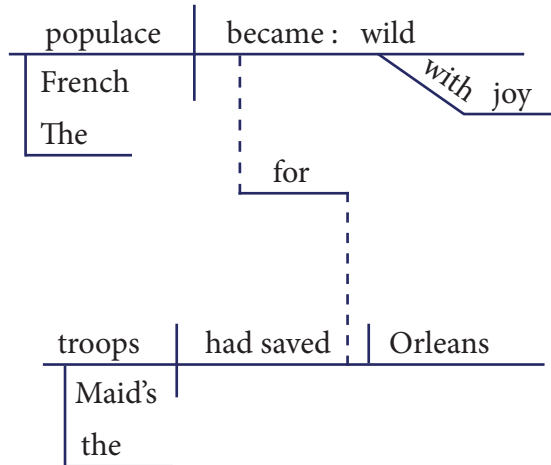 populace became : wild
with joy
French
The
for
troops had saved Orleans
Maid's
the